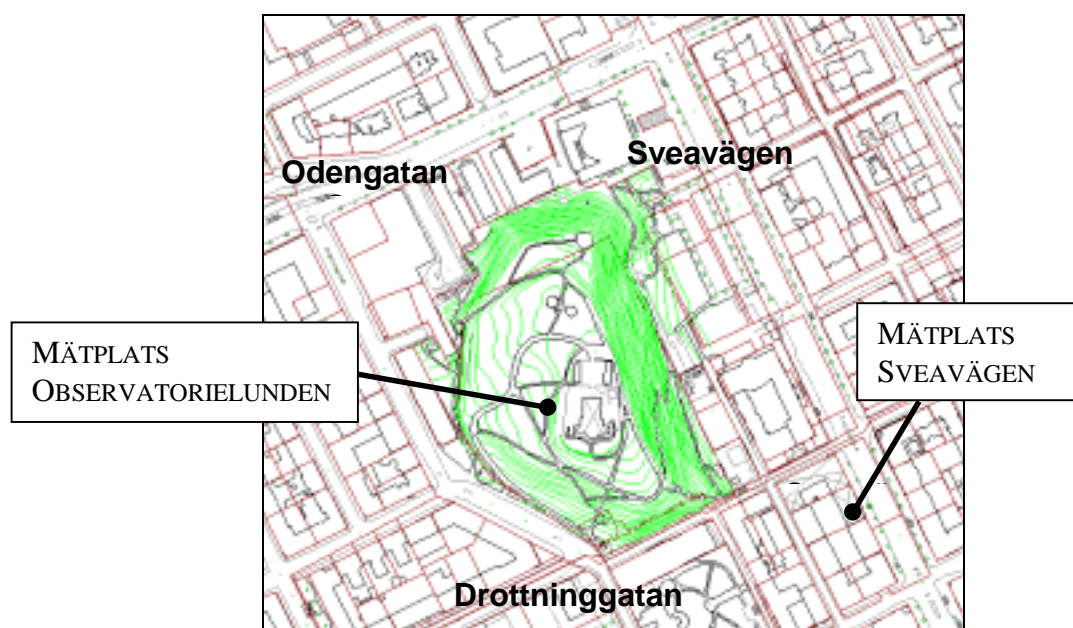 Sveavägen
Odengatan
MÄTPLATS
OBSERVATORIELUNDEN
MÄTPLATS
SVEAVÄGEN
Drottninggatan